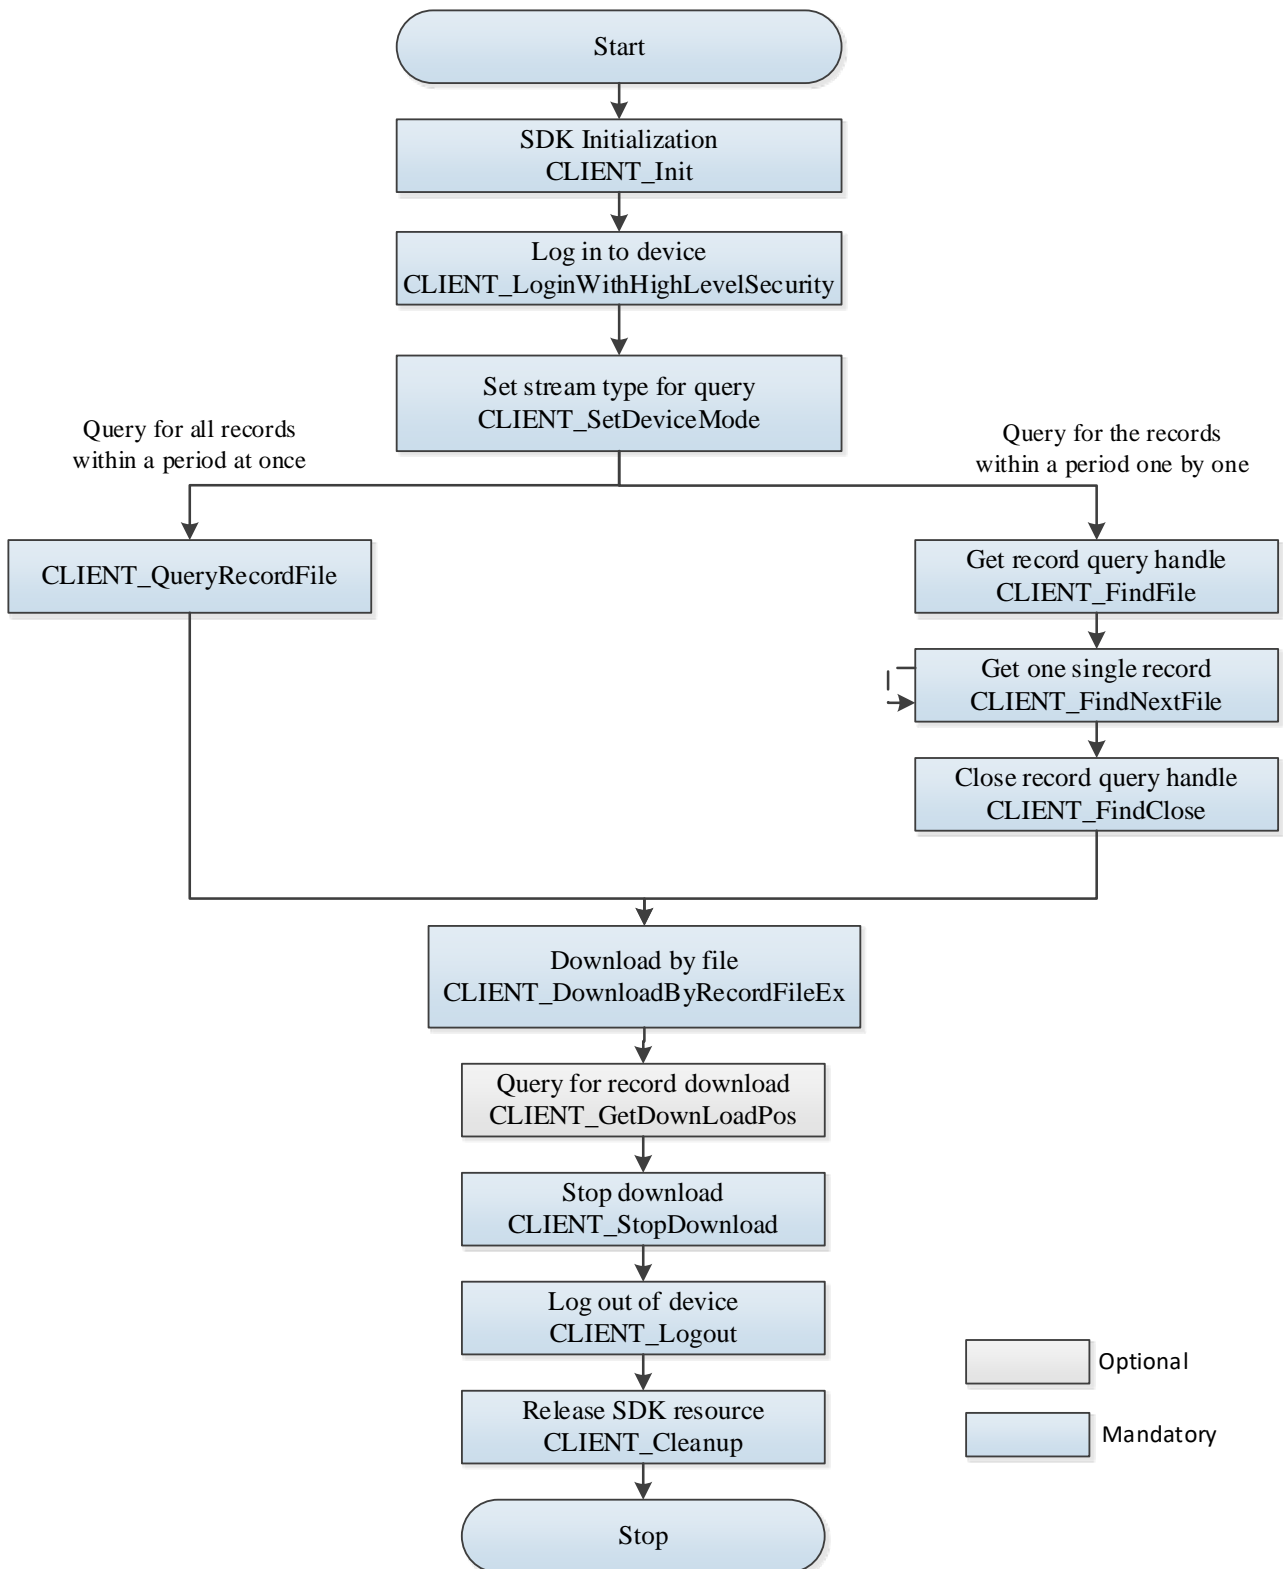 Start
SDK Initialization
CLIENT_Init
Log in to device
CLIENT_LoginWithHighLevelSecurity
Set stream type for query
CLIENT_SetDeviceMode
Query for all records
within a period at once
Query for the records
within a period one by one
CLIENT_QueryRecordFile
Get record query handle
CLIENT_FindFile
Get one single record
CLIENT_FindNextFile
Close record query handle
CLIENT_FindClose
Download by file
CLIENT_DownloadByRecordFileEx
Query for record download
CLIENT_GetDownLoadPos
Stop download
CLIENT_StopDownload
Log out of device
CLIENT_Logout
Release SDK resource
CLIENT_Cleanup
Stop
Optional
Mandatory